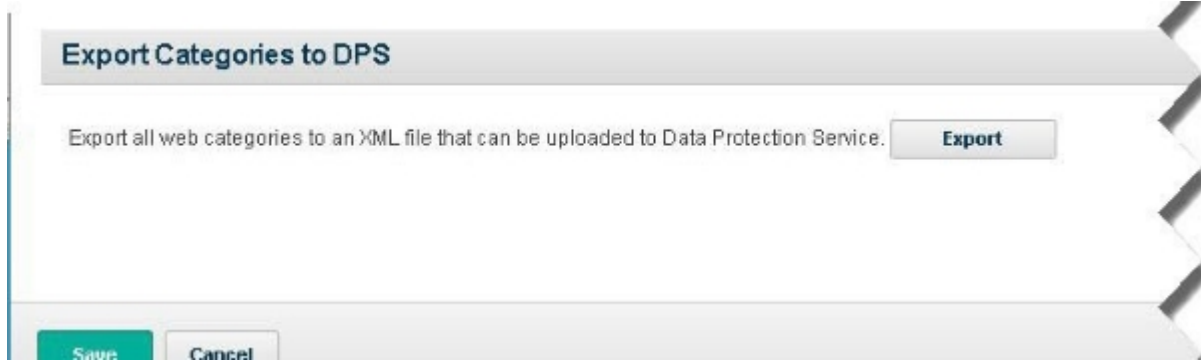 Export Categories to DPS
Export all web categories to an XML file that can be uploaded to Data Protection Service. Export
Save Cancel